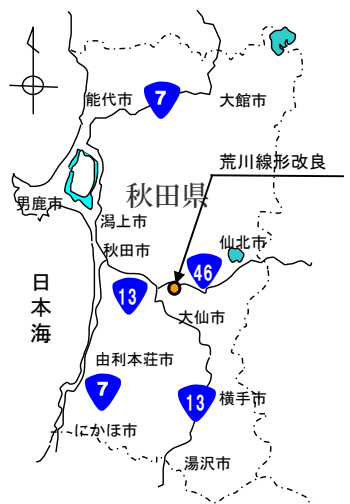 能代市
7
大館市
荒川線形改良
男鹿市
秋田県
潟上市
秋田市
仙北市
46
日本海
13
大仙市
由利本荘市
7
13
横手市
にかほ市
湯沢市